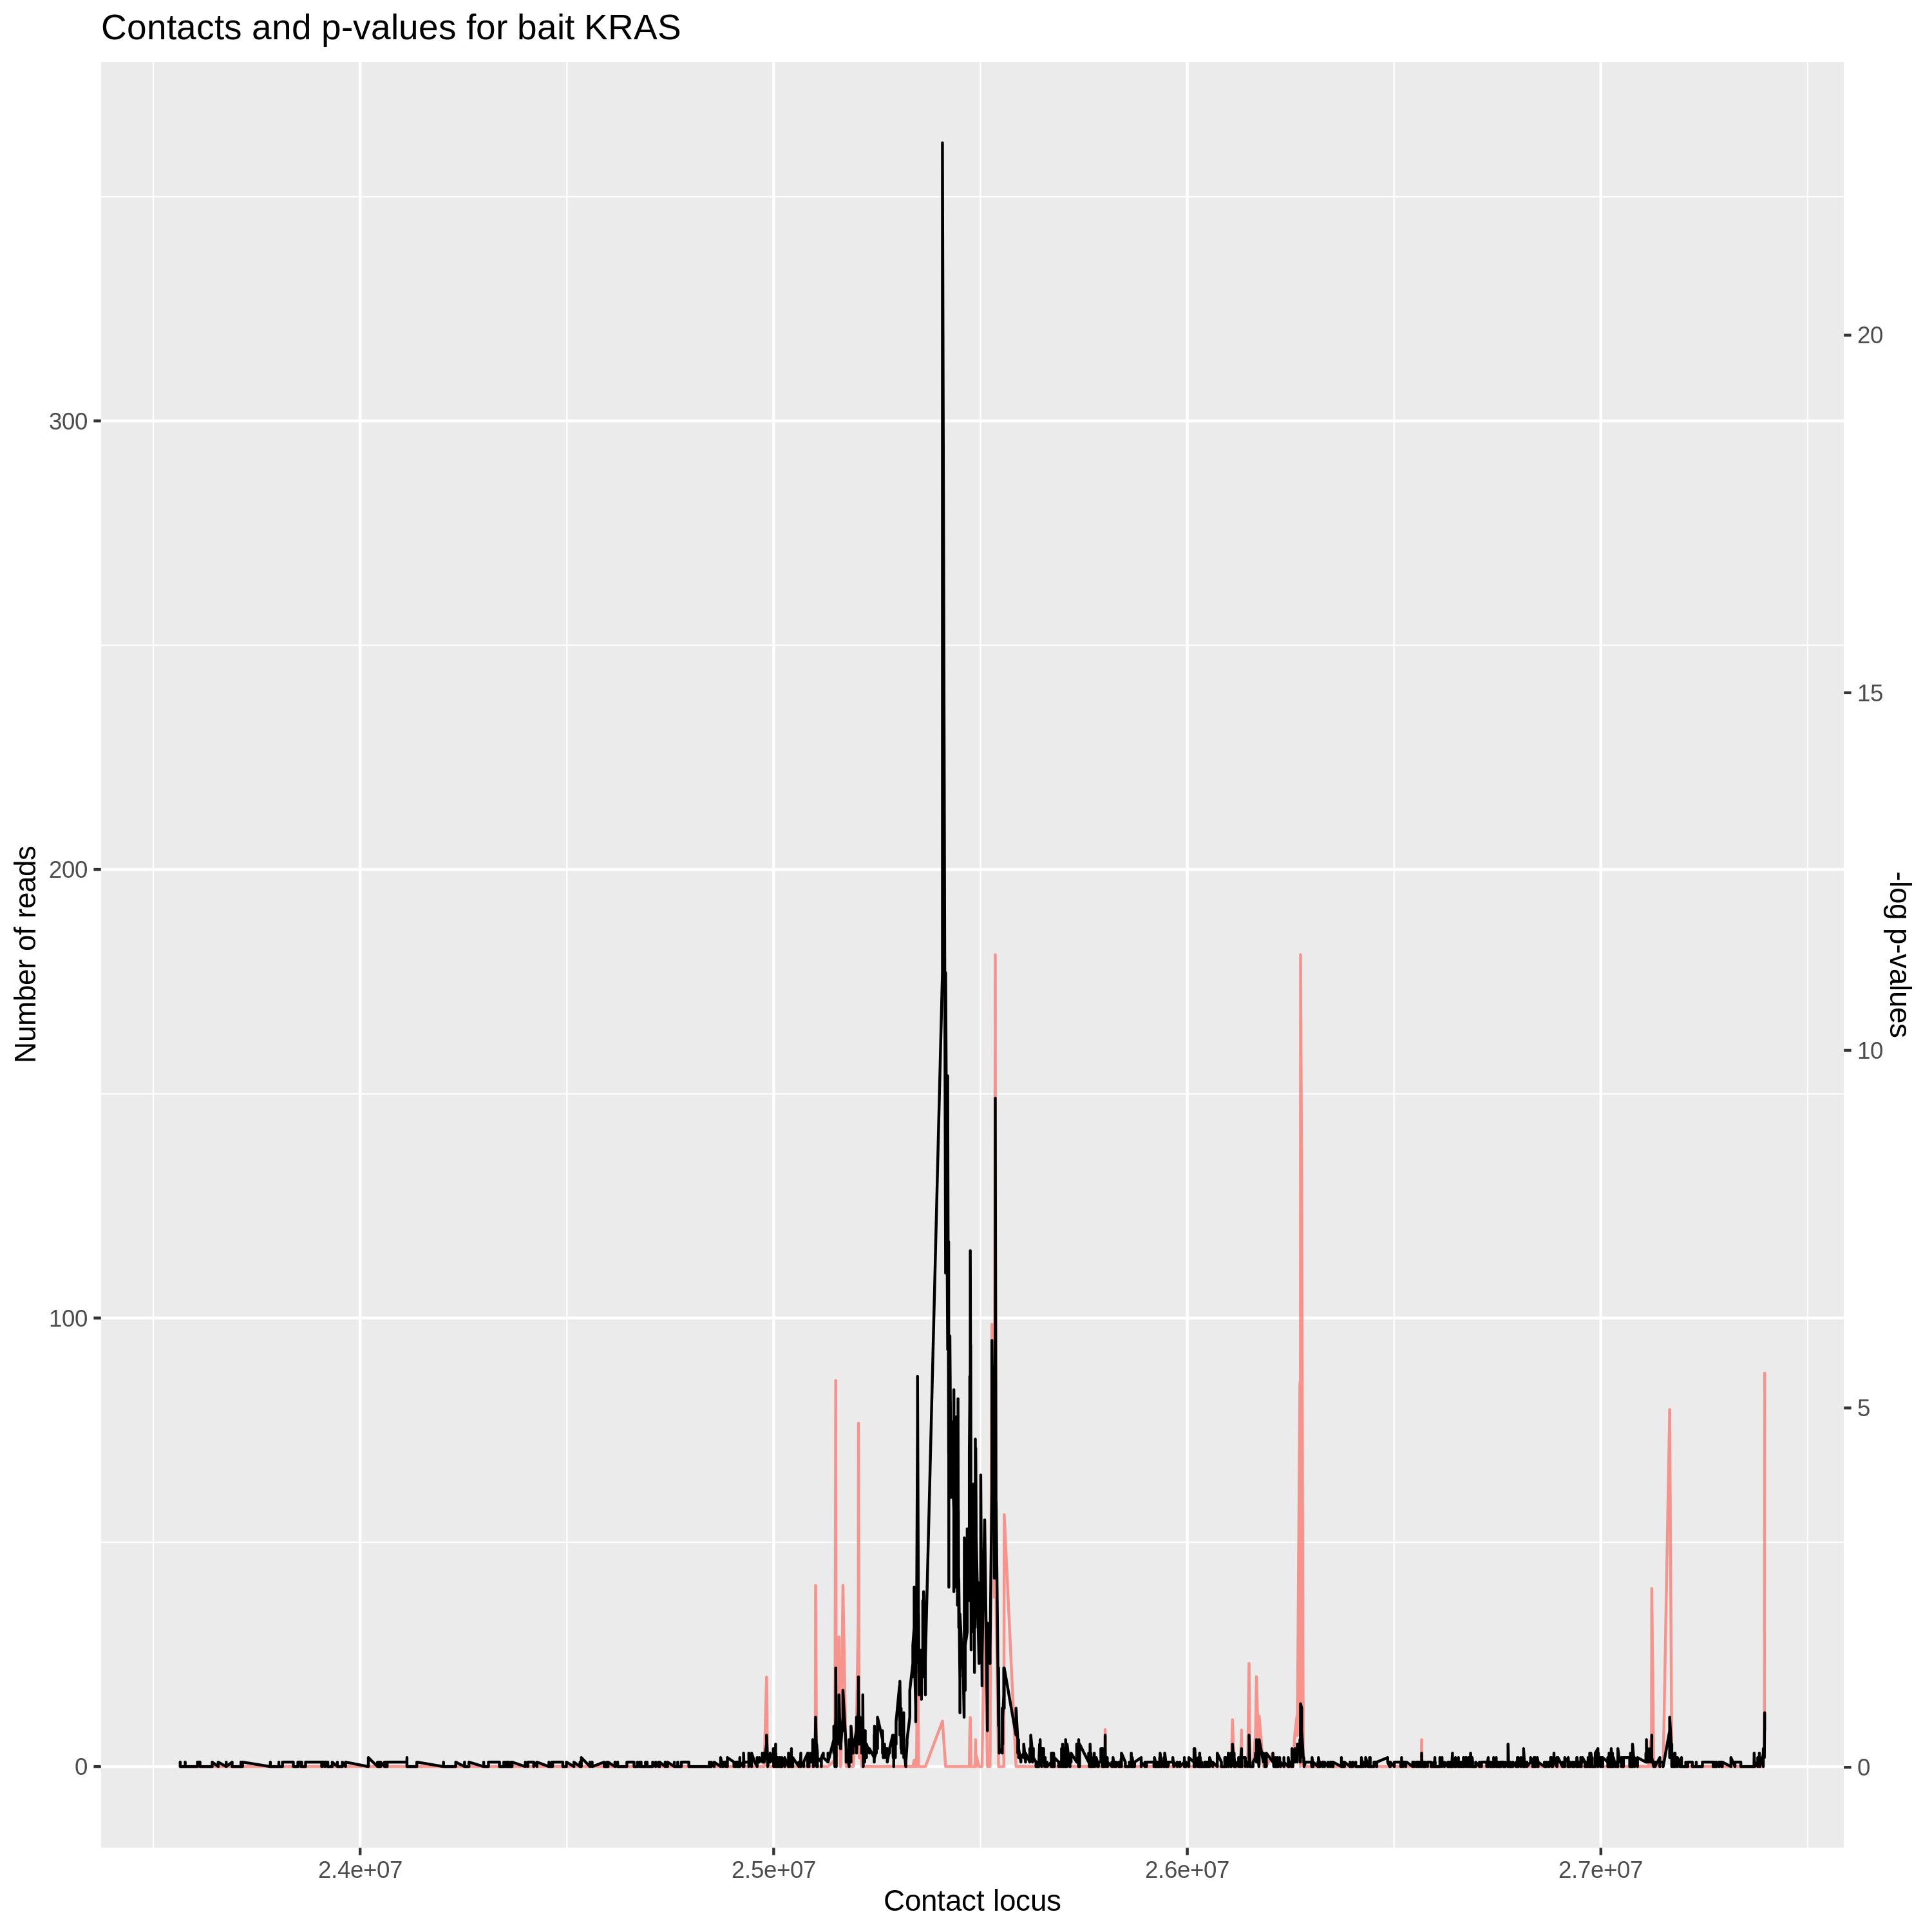 Contacts and p-values for bait KRAS
300
200
100
0
Number of reads
20
15
10
5
0
-log p-values
2.4e+07 2.5e+07 2.6e+07 2.7e+07
Contact locus